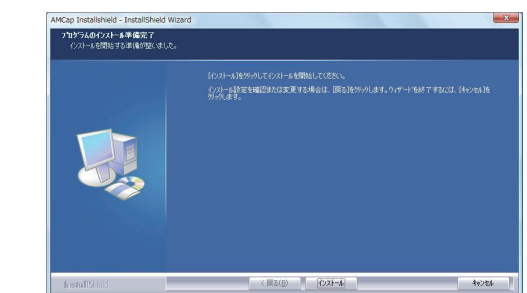 AMCap Installshield - InstallShield Wizard
プログラムのインストール準備完了
インストールを開始する準備が整いました。
[インストール]をクリックしてインストールを開始してください。
インストール設定を確認または変更する場合は、[戻る]をクリックします。ウィザードを終了するには、[キャンセル]を
クリックします。
InstallShield
< 戻る(B)
インストール
キャンセル